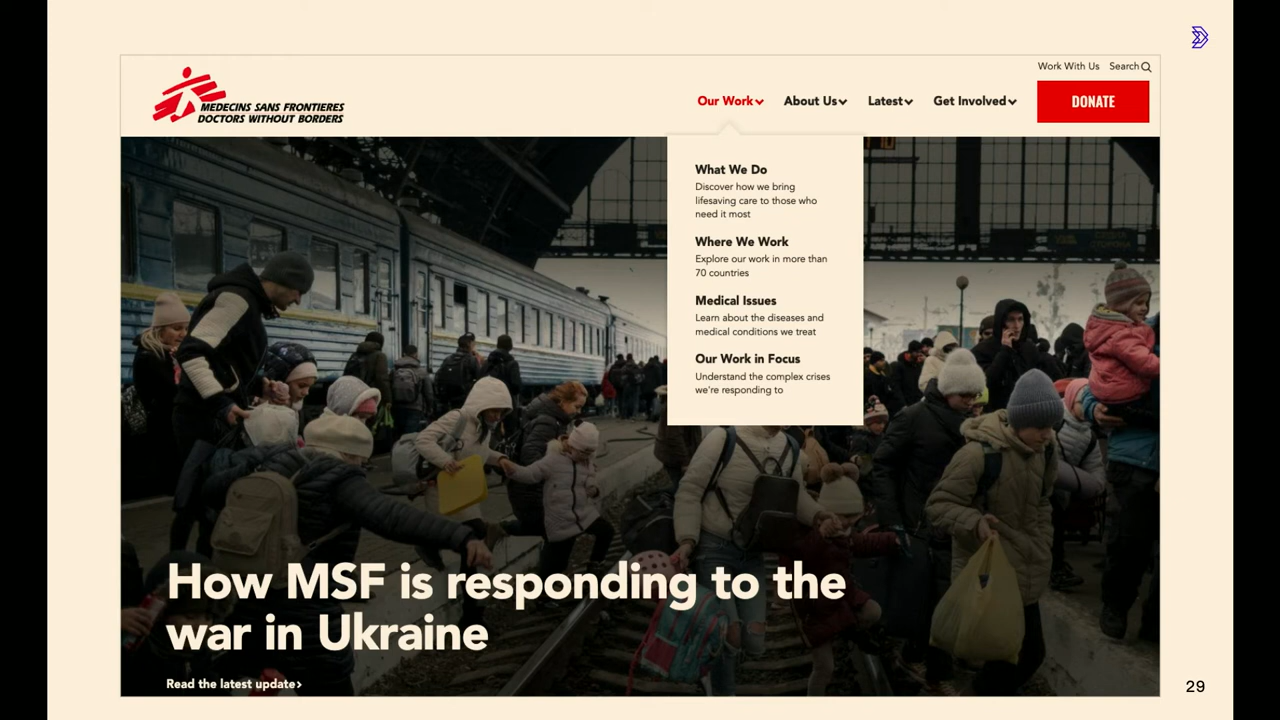 Work With Us Search
MEDECINS SANS FRONTIERES
DOCTORS WITHOUT BORDERS
Our Work About Us Latest Get Involved DONATE
What We Do
Discover how we bring
lifesaving care to those who
need it most
Where We Work
Explore our work in more than
70 countries
Medical Issues
Learn about the diseases and
medical conditions we treat
Our Work in Focus
Understand the complex crises
we're responding to
How MSF is responding to the
war in Ukraine
Read the latest update
29